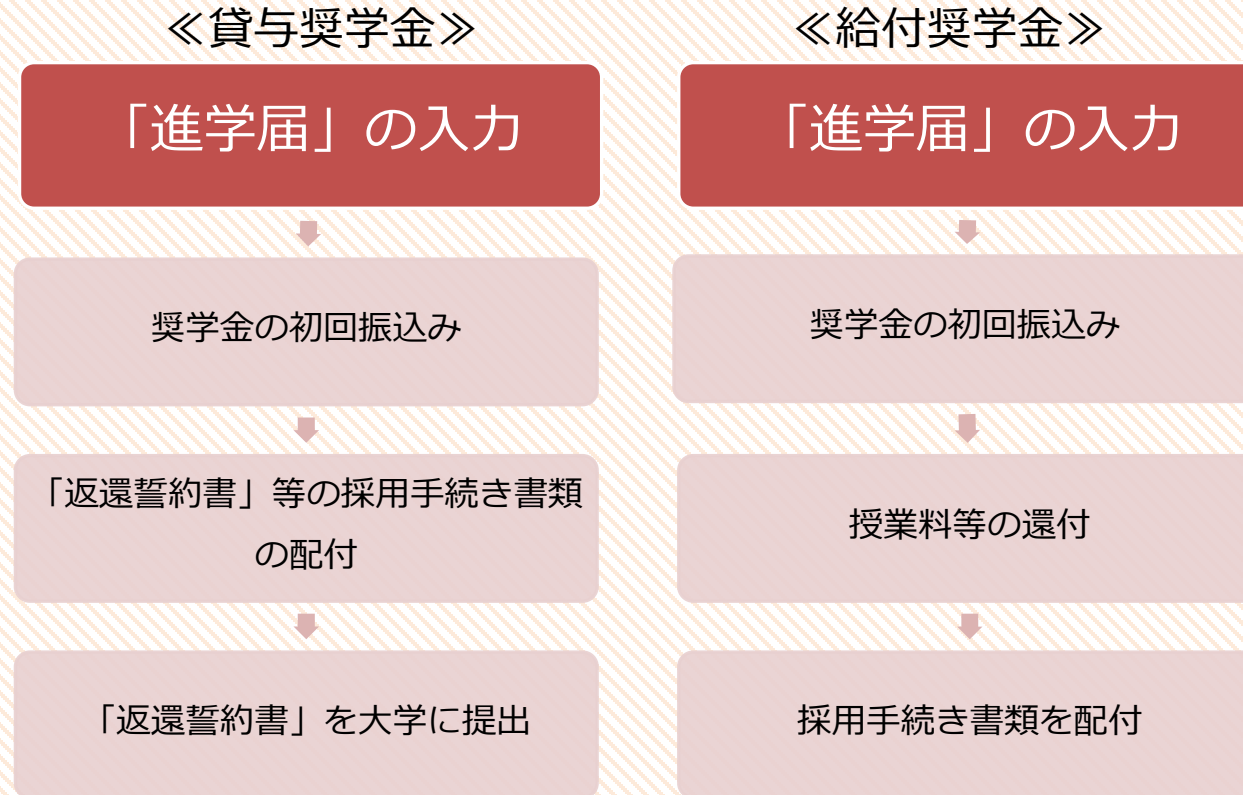 ≪貸与奨学金≫
「進学届」の入力
奨学金の初回振込み
「返還誓約書」等の採用手続き書類
の配付
「返還誓約書」を大学に提出
≪給付奨学金≫
「進学届」の入力
奨学金の初回振込み
授業料等の還付
採用手続き書類を配付